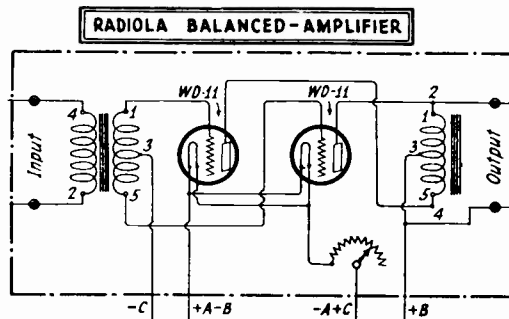 RADIOLA BALANCED-AMPLIFIER
WD-11 WD-11 2
4 1 1
Input 3 3 Output
2 5 5
4
-C +A-B -A+C +B